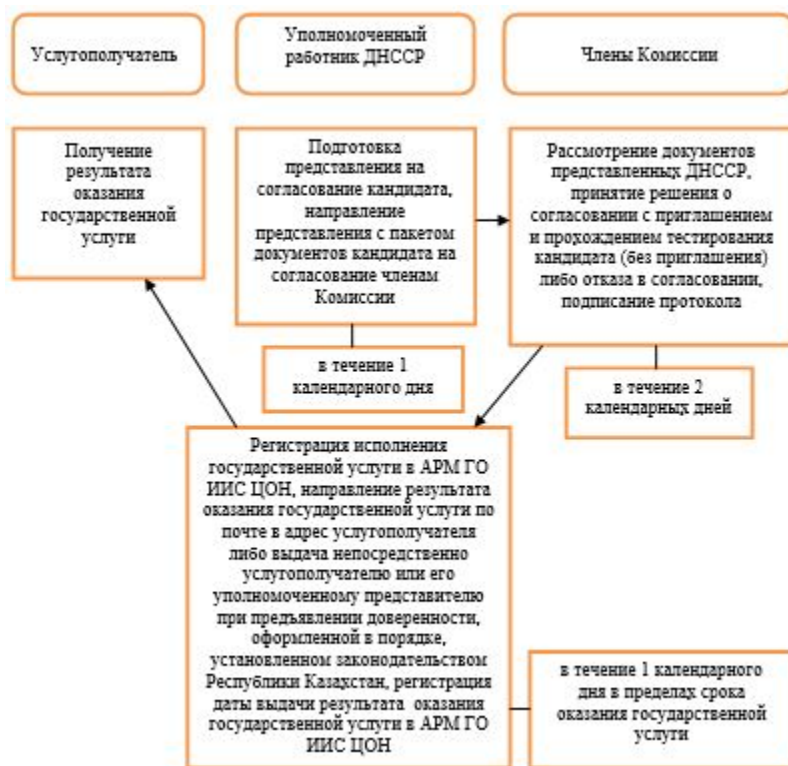 Услугополучатель
Уполномоченный
работник ДНССР
Члены Комиссии
Получение
результата
оказания
государственной
услуги
Подготовка
представления на
согласование кандидата,
направление
представления с пакетом
документов кандидата на
согласование членам
Комиссии
Рассмотрение документов
представленных ДНССР,
принятие решения о
согласовании с приглашением
и прохождением тестирования
кандидата (без приглашения)
либо отказа в согласовании,
подписание протокола
в течение 1
календарного дня
в течение 2
календарных дней
Регистрация исполнения
государственной услуги в АРМ ГО
ИИС ЦОН, направление результата
оказания государственной услуги по
почте в адрес услугополучателя
либо выдача непосредственно
услугополучателю или его
уполномоченному представителю
при предъявлении доверенности,
оформленной в порядке,
установленном законодательством
Республики Казахстан, регистрация
даты выдачи результата оказания
государственной услуги в АРМ ГО
ИИС ЦОН
в течение 1 календарного
дня в пределах срока
оказания государственной
услуги